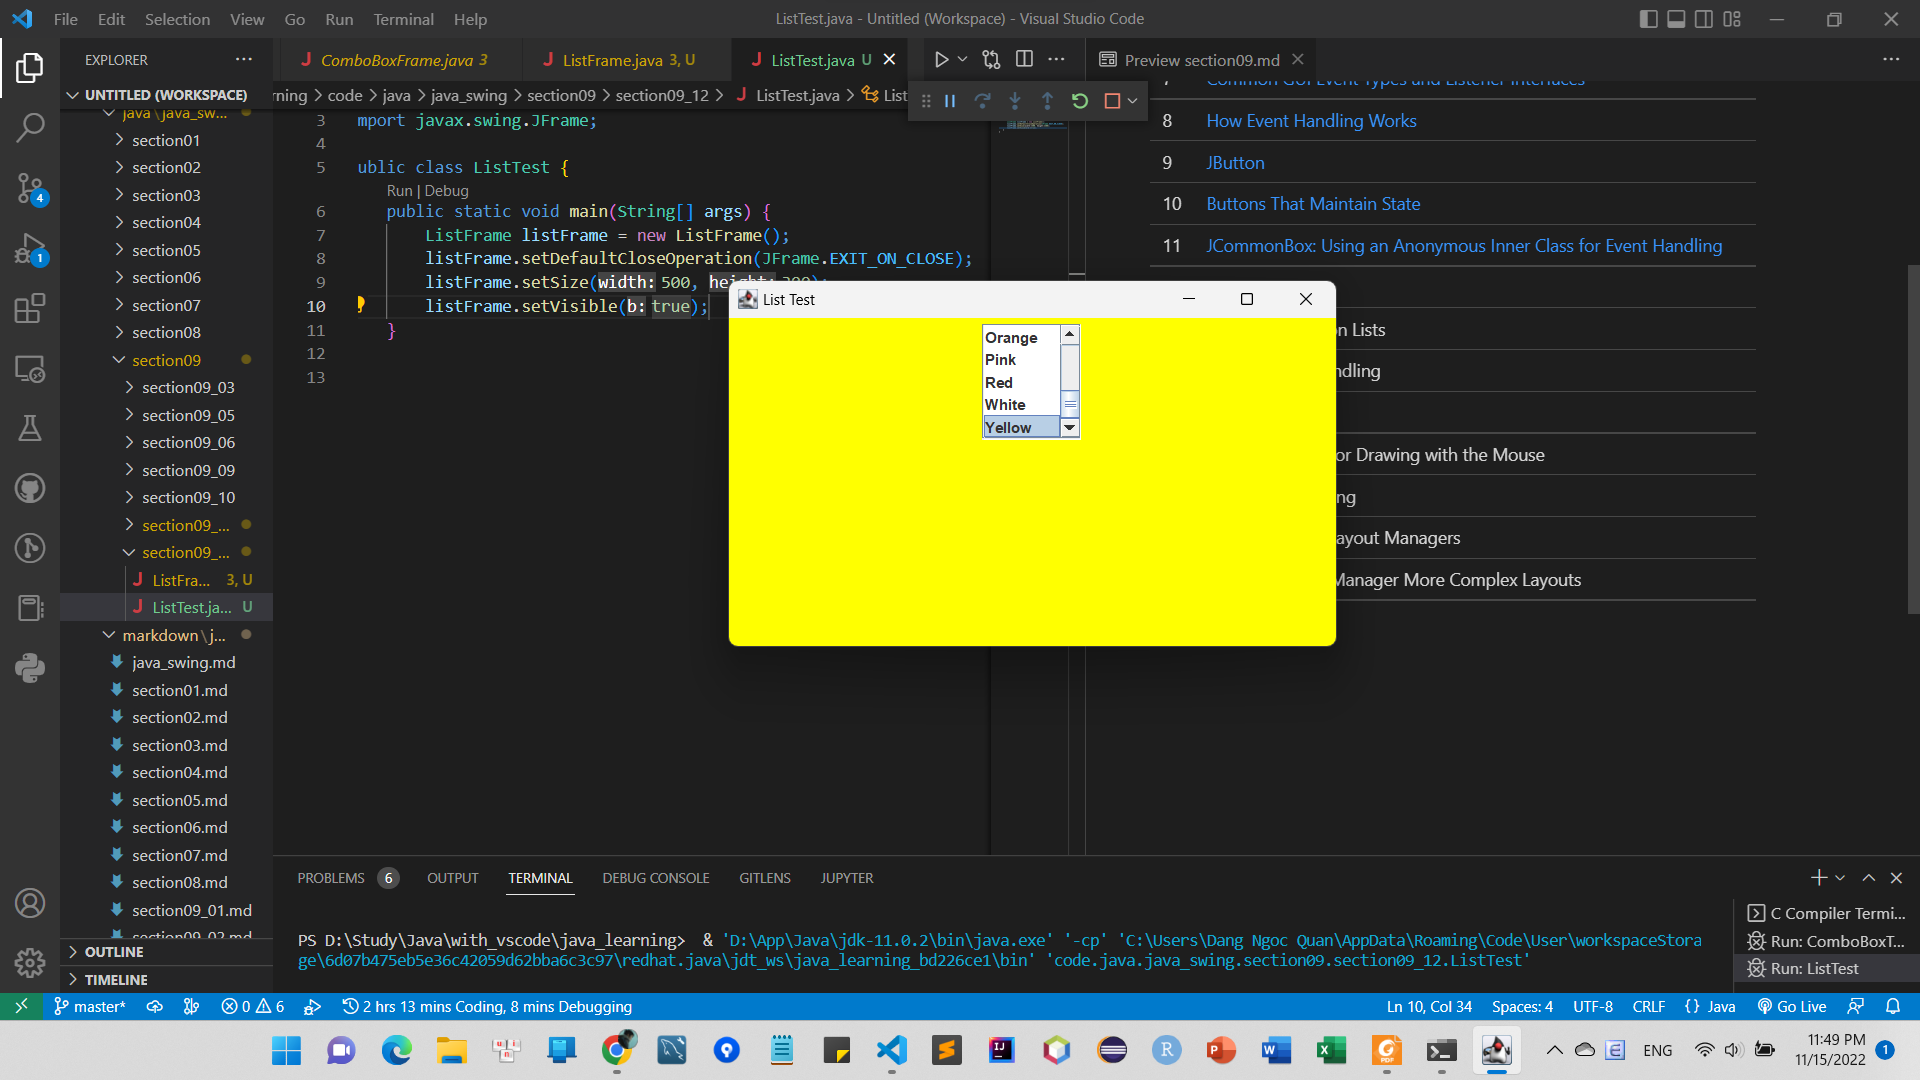 File Edit Selection View Go Run Terminal Help
ListTest.java - Untitled (Workspace) - Visual Studio Code
EXPLORER
UNTITLED (WORKSPACE)
java\java_sw...
section01
section02
section03
section04
section05
section06
section07
section08
section09
section09_03
section09_05
section09_06
section09_09
section09_10
section09_...
section09_...
ListFra... 3, U
ListTest.ja... U
markdown\j...
java_swing.md
section01.md
section02.md
section03.md
section04.md
section05.md
section06.md
section07.md
section08.md
section09_01.md
section09_02.md
OUTLINE
TIMELINE
4
1
ComboBoxFrame.java 3
ListFrame.java 3, U
ListTest.java U
rning > code > java > java_swing > section09 > section09_12 > ListTest.java > List
3 mport javax.swing.JFrame;
4
5 ublic class ListTest {
Run | Debug
6 public static void main(String[] args) {
7 ListFrame listFrame = new ListFrame();
8 listFrame.setDefaultCloseOperation(JFrame.EXIT_ON_CLOSE);
9 listFrame.setSize(width: 500, height: 300);
10 listFrame.setVisible(b: true);
11 }
12
13
List Test
Orange
Pink
Red
White
Yellow
Preview section09.md
7 Common GUI Event Types and Listener Interfaces
8 How Event Handling Works
9 JButton
10 Buttons That Maintain State
11 JCommonBox: Using an Anonymous Inner Class for Event Handling
n Lists
ndling
or Drawing with the Mouse
ng
ayout Managers
Manager More Complex Layouts
PROBLEMS 6 OUTPUT TERMINAL DEBUG CONSOLE GITLENS JUPYTER
PS D:\Study\Java\with_vscode\java_learning> & 'D:\App\Java\jdk-11.0.2\bin\java.exe' '-cp' 'C:\Users\Dang Ngoc Quan\AppData\Roaming\Code\User\workspaceStora
ge\6d07b475eb5e36c42059d62bba6c3c97\redhat.java\jdt_ws\java_learning_bd226ce1\bin' 'code.java.java_swing.section09.section09_12.ListTest'
C Compiler Termi...
Run: ComboBoxT...
Run: ListTest
master* 0 6 2 hrs 13 mins Coding, 8 mins Debugging
Ln 10, Col 34 Spaces: 4 UTF-8 CRLF {} Java Go Live
ENG
11:49 PM
11/15/2022
1